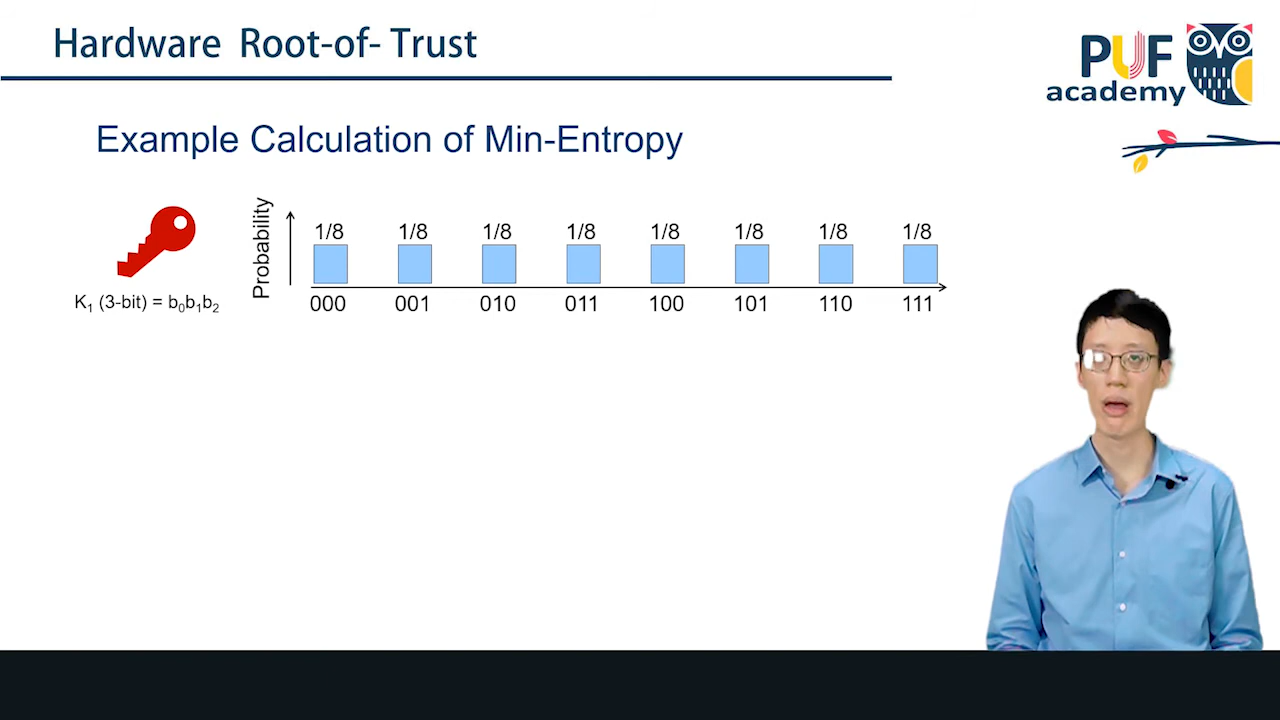 Hardware Root-of- Trust
PUF
academy
Example Calculation of Min-Entropy
Probability
1/8 1/8 1/8 1/8 1/8 1/8 1/8 1/8
000 001 010 011 100 101 110 111
K₁ (3-bit) = b₀b₁b₂